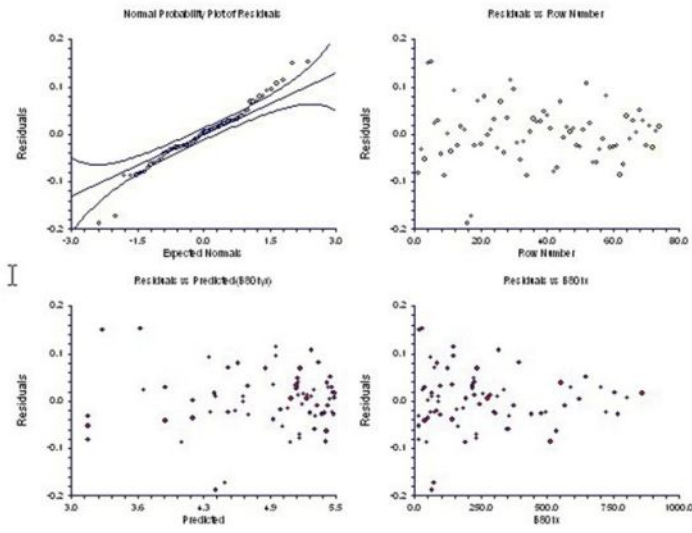 Normal Probability Plot of Residuals
Residuals
0.2
0.1
0.0
-0.1
-0.2
-3.0 -1.5 0.0 1.5 3.0
Expected Normals
Residuals vs Row Number
Residuals
0.2
0.1
0.0
-0.1
-0.2
0.0 20.0 40.0 60.0 80.0
Row Number
Residuals vs Predicted
Residuals
0.2
0.1
0.0
-0.1
-0.2
3.0 3.6 4.3 4.9 5.5
Predicted
Residuals vs
Residuals
0.2
0.1
0.0
-0.1
-0.2
0.0 250.0 500.0 750.0 1000.0